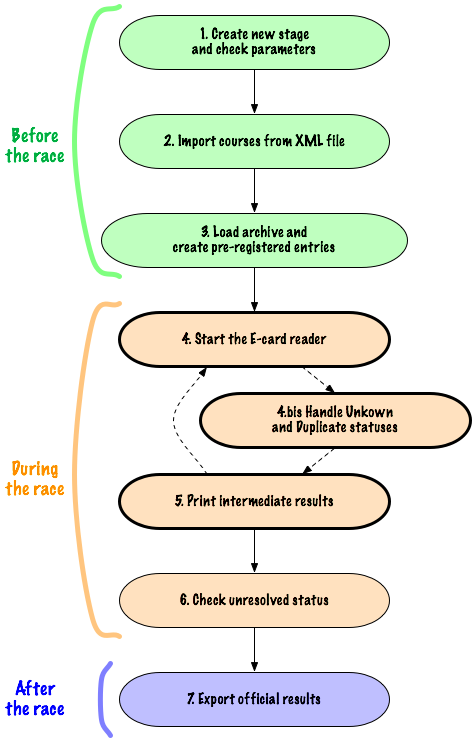 1. Create new stage
and check parameters
2. Import courses from XML file
Before
the race
3. Load archive and
create pre-registered entries
4. Start the E-card reader
4.bis Handle Unkown
and Duplicate statuses
During
the race
5. Print intermediate results
6. Check unresolved status
After
the race
7. Export official results